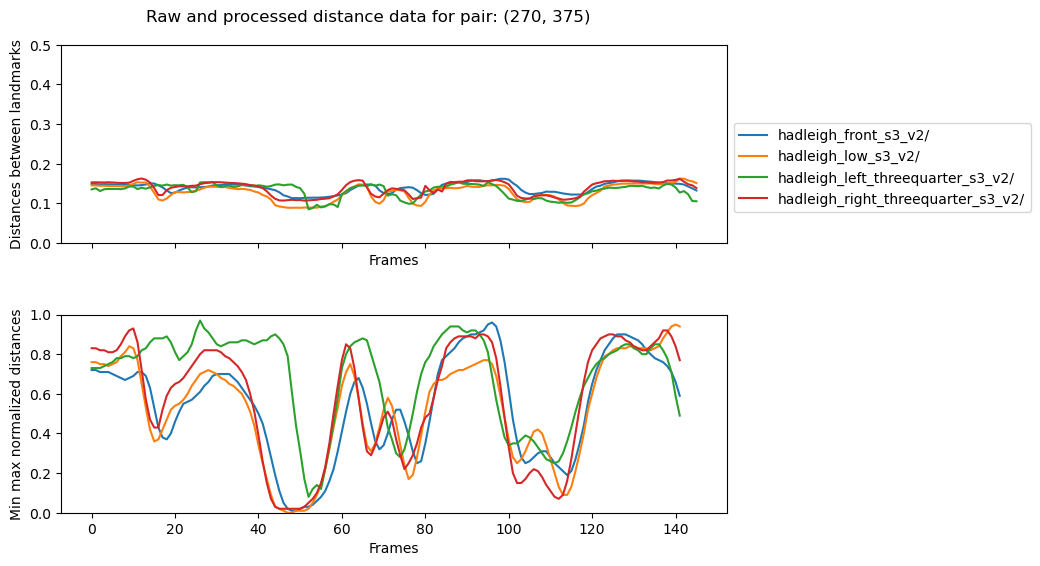 Raw and processed distance data for pair: (270, 375)
Distances between landmarks
0.5
0.4
0.3
0.2
0.1
0.0
Frames
hadleigh_front_s3_v2/
hadleigh_low_s3_v2/
hadleigh_left_threequarter_s3_v2/
hadleigh_right_threequarter_s3_v2/
Min max normalized distances
1.0
0.8
0.6
0.4
0.2
0.0
0 20 40 60 80 100 120 140
Frames